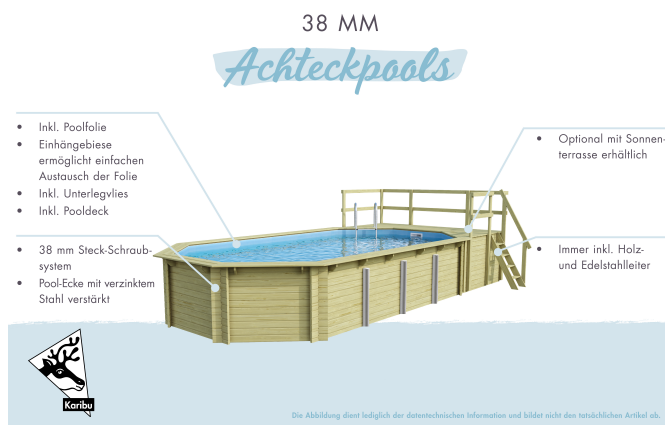 38 MM
Achteckpools
• Inkl. Poolfolie
• Einhängebiese
ermöglicht einfachen
Austausch der Folie
• Inkl. Unterlegvlies
• Inkl. Pooldeck
• 38 mm Steck-Schraub-
system
• Pool-Ecke mit verzinktem
Stahl verstärkt
• Optional mit Sonnen-
terrasse erhältlich
• Immer inkl. Holz-
und Edelstahlleiter
Karibu
Die Abbildung dient lediglich der datentechnischen Information und bildet nicht den tatsächlichen Artikel ab.